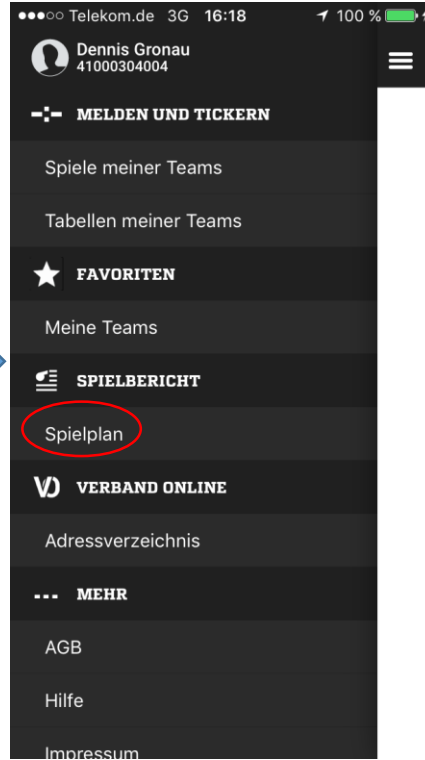 Telekom.de 3G 16:18 100 %
Dennis Gronau
41000304004
MELDEN UND TICKERN
Spiele meiner Teams
Tabellen meiner Teams
FAVORITEN
Meine Teams
SPIELBERICHT
Spielplan
VERBAND ONLINE
Adressverzeichnis
MEHR
AGB
Hilfe
Impressum